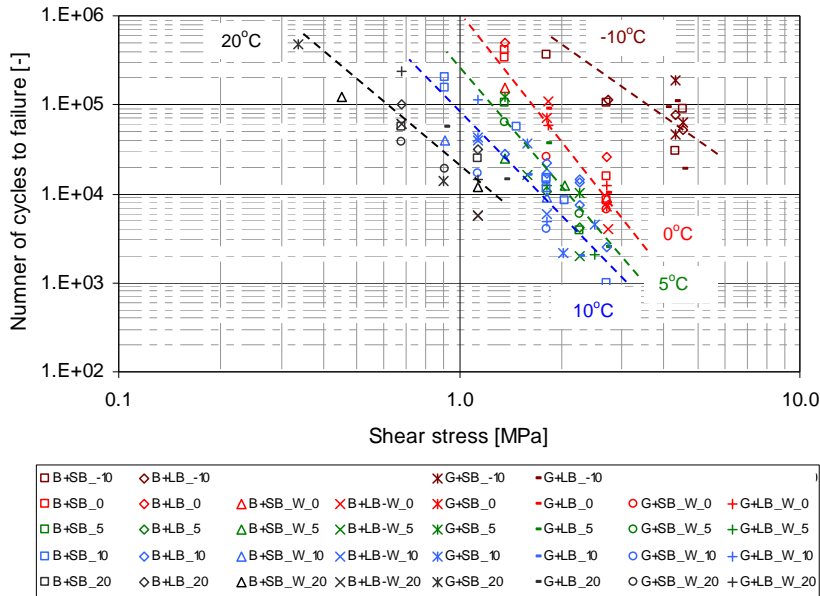 1.E+06
20°C
-10°C
1.E+05
1.E+04
0°C
1.E+03
5°C
10°C
1.E+02
0.1 1.0 10.0
Numner of cycles to failure [-]
Shear stress [MPa]
B+SB_-10 B+LB_-10 G+SB_-10 G+LB_-10 )
B+SB_0 B+LB_0 B+SB_W_0 B+LB-W_0 G+SB_0 G+LB_0 G+SB_W_0 G+LB_W_0
B+SB_5 B+LB_5 B+SB_W_5 B+LB-W_5 G+SB_5 G+LB_5 G+SB_W_5 G+LB_W_5
B+SB_10 B+LB_10 B+SB_W_10 B+LB-W_10 G+SB_10 G+LB_10 G+SB_W_10 G+LB_W_10
B+SB_20 B+LB_20 B+SB_W_20 B+LB-W_20 G+SB_20 G+LB_20 G+SB_W_20 G+LB_W_20